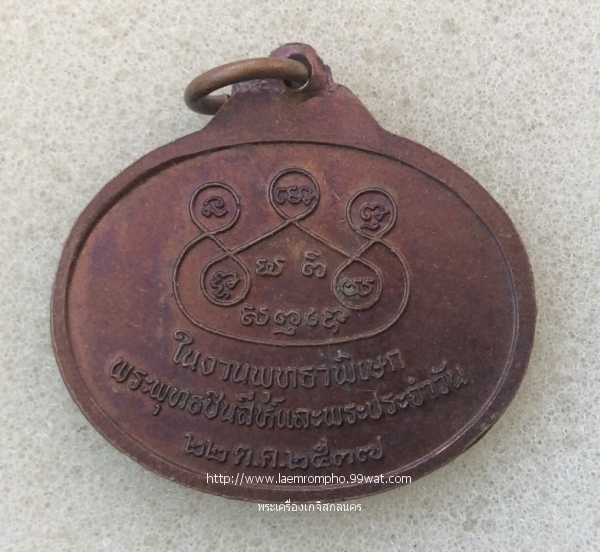 ในงานพุทธาพิเษก
พระพุทธชินสีห์และพระประจำวัน
๒๒ ต.ค. ๒๕๓๗
http://www.laemrompho.99wat.com
พระเครื่องเกจิสกลนคร